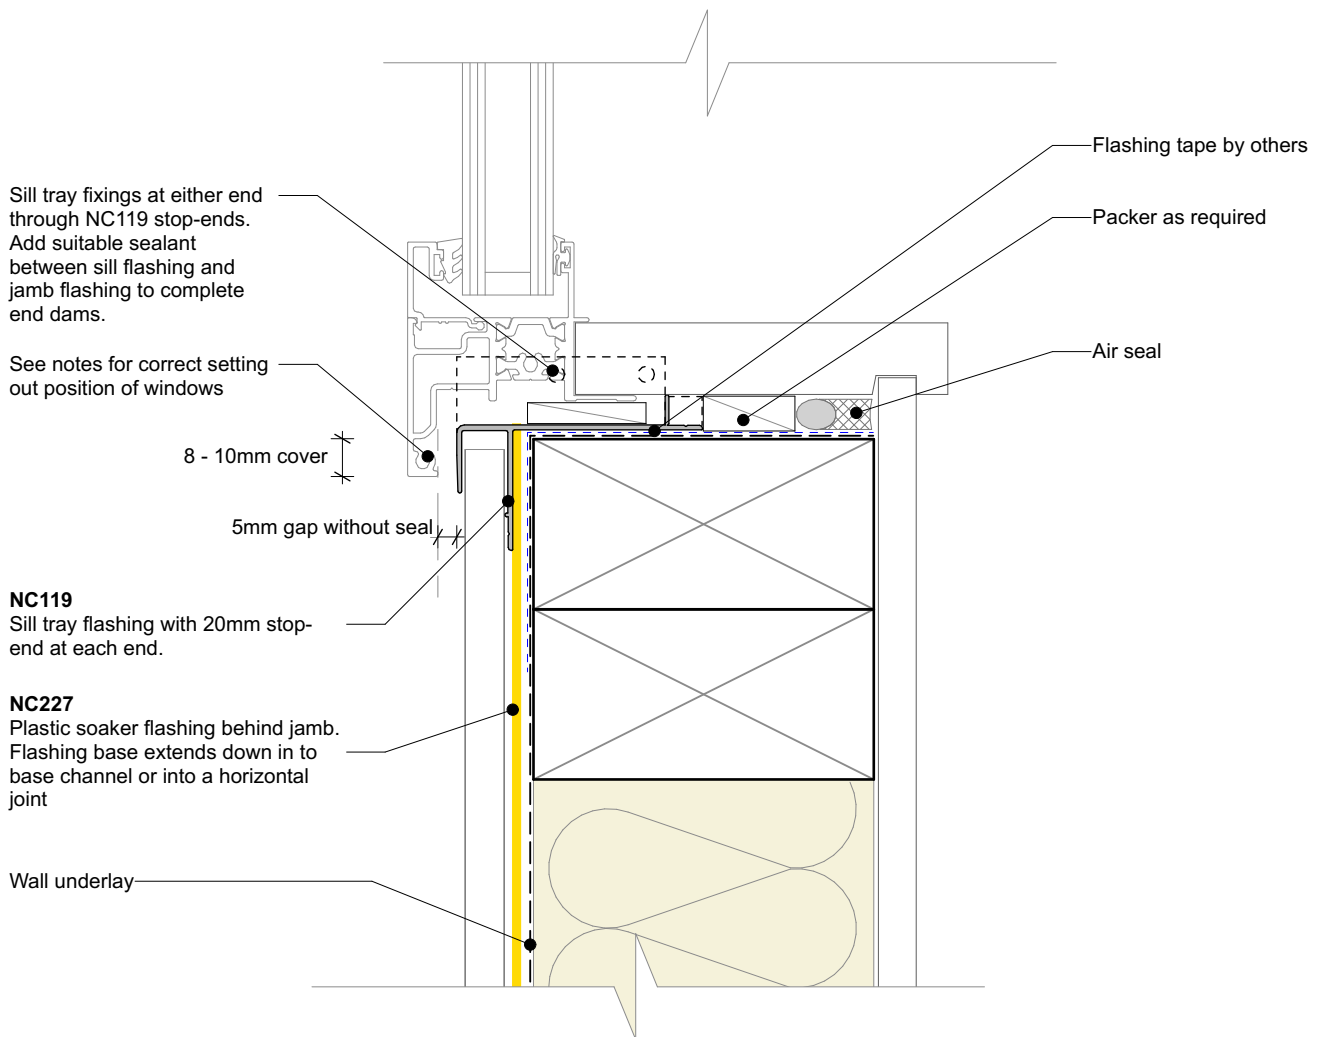 Flashing tape by others
Sill tray fixings at either end
through NC119 stop-ends.
Add suitable sealant
between sill flashing and
jamb flashing to complete
end dams.
Packer as required
See notes for correct setting
out position of windows
Air seal
8 - 10mm cover
5mm gap without seal
NC119
Sill tray flashing with 20mm stop-
end at each end.
NC227
Plastic soaker flashing behind jamb.
Flashing base extends down in to
base channel or into a horizontal
joint
Wall underlay